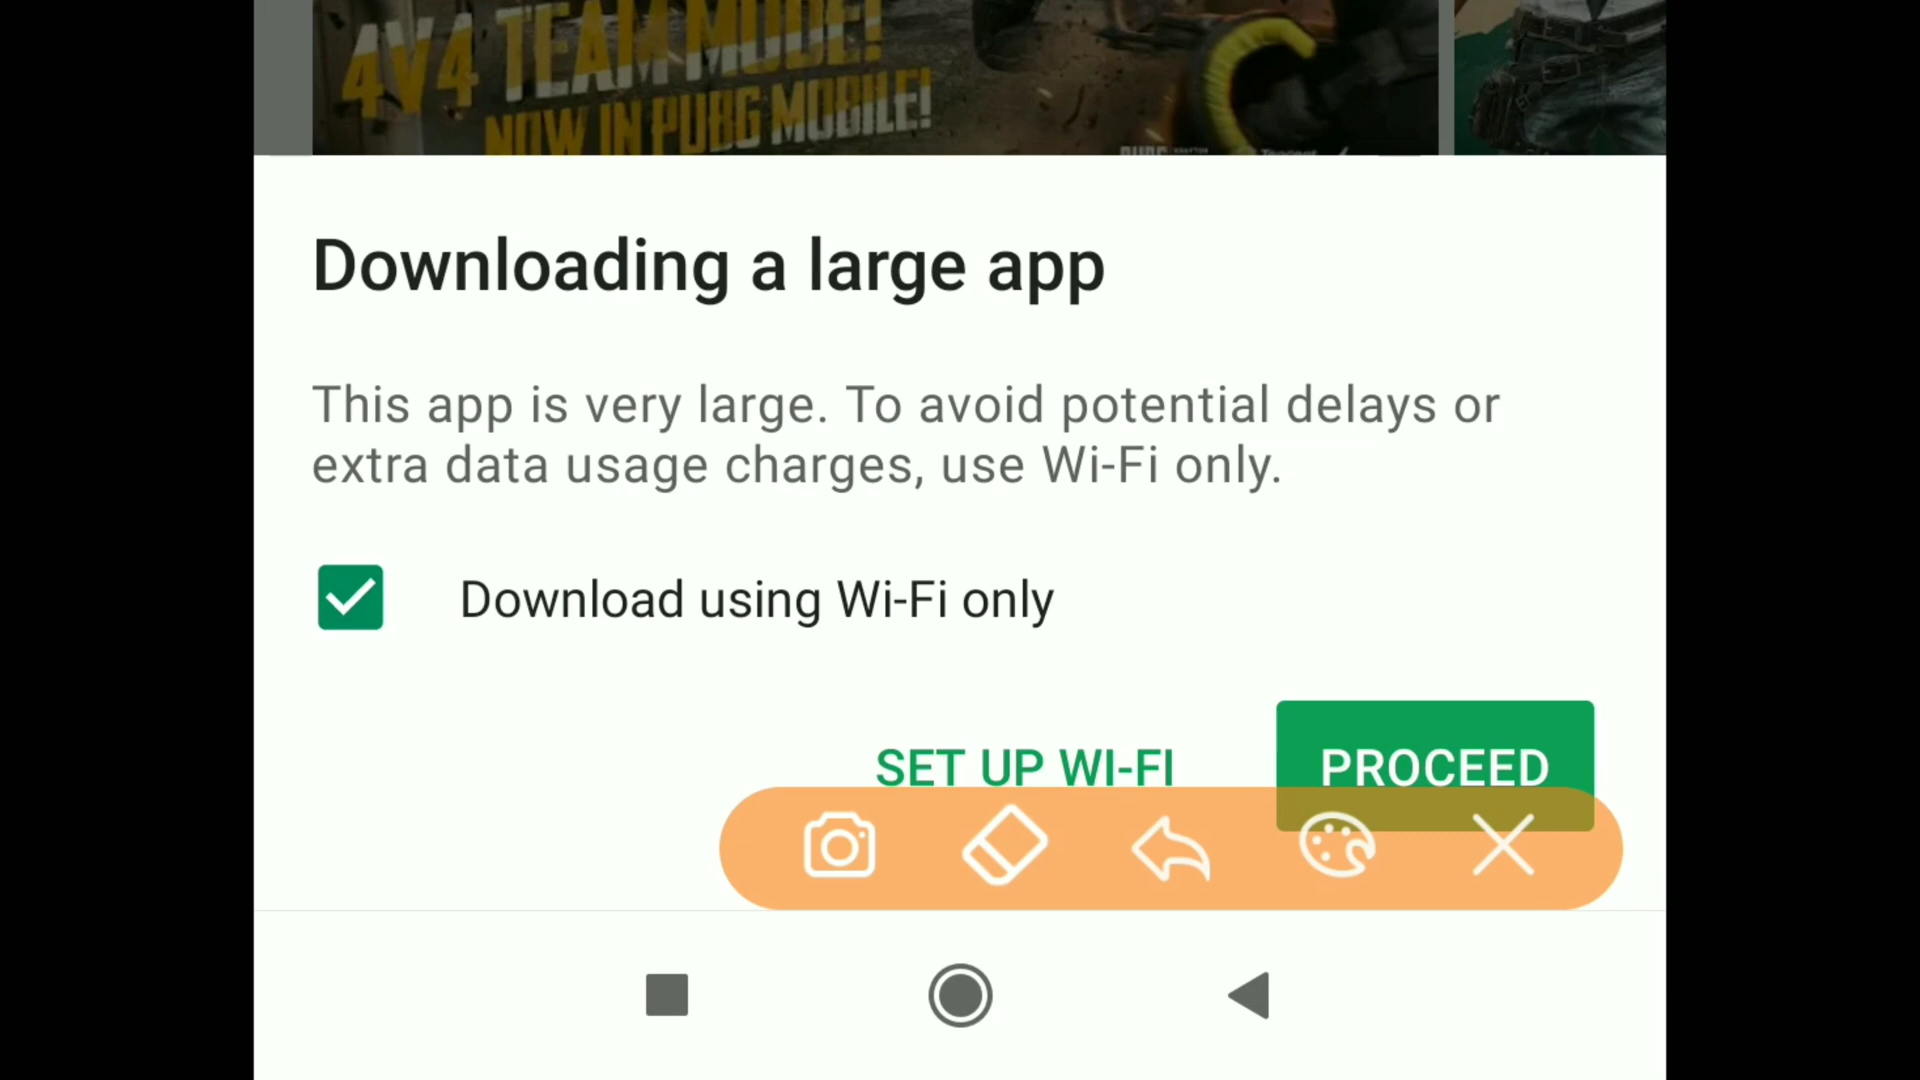 4V4 TEAM MODE!
NOW IN PUBG MOBILE!
Downloading a large app
This app is very large. To avoid potential delays or
extra data usage charges, use Wi-Fi only.
Download using Wi-Fi only
SET UP WI-FI
PROCEED